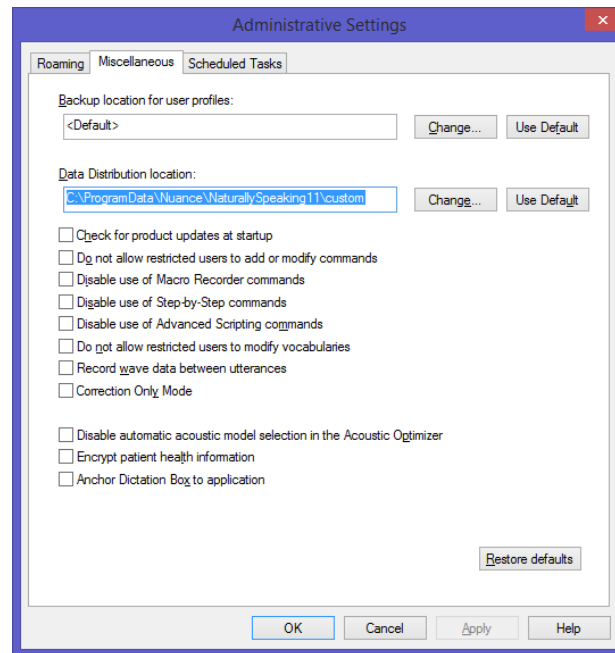 Administrative Settings
Roaming Miscellaneous Scheduled Tasks
Backup location for user profiles:
<Default> Change... Use Default
Data Distribution location:
C:\ProgramData\Nuance\NaturallySpeaking11\custom Change... Use Default
Check for product updates at startup
Do not allow restricted users to add or modify commands
Disable use of Macro Recorder commands
Disable use of Step-by-Step commands
Disable use of Advanced Scripting commands
Do not allow restricted users to modify vocabularies
Record wave data between utterances
Correction Only Mode
Disable automatic acoustic model selection in the Acoustic Optimizer
Encrypt patient health information
Anchor Dictation Box to application
Restore defaults
OK Cancel Apply Help